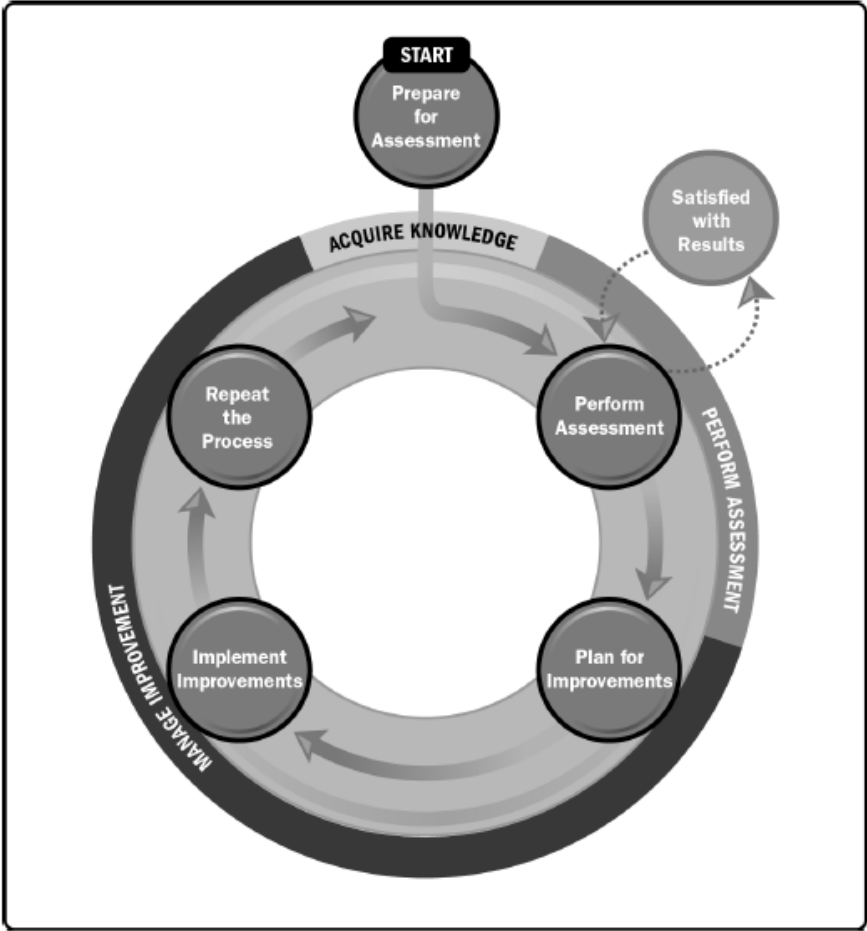 START
Prepare
for
Assessment
Satisfied
with
Results
ACQUIRE KNOWLEDGE
Repeat
the
Process
Perform
Assessment
PERFORM ASSESSMENT
Implement
Improvements
Plan for
Improvements
MANAGE IMPROVEMENT